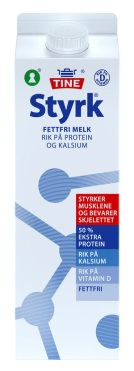 TINE
D
Styrk®
FETTFRI MELK
RIK PÅ PROTEIN
OG KALSIUM
STYRKER
MUSKLENE
OG BEVARER
SKJELETTET
50 %
EKSTRA
PROTEIN
RIK PÅ
KALSIUM
RIK PÅ
VITAMIN D
FETTFRI